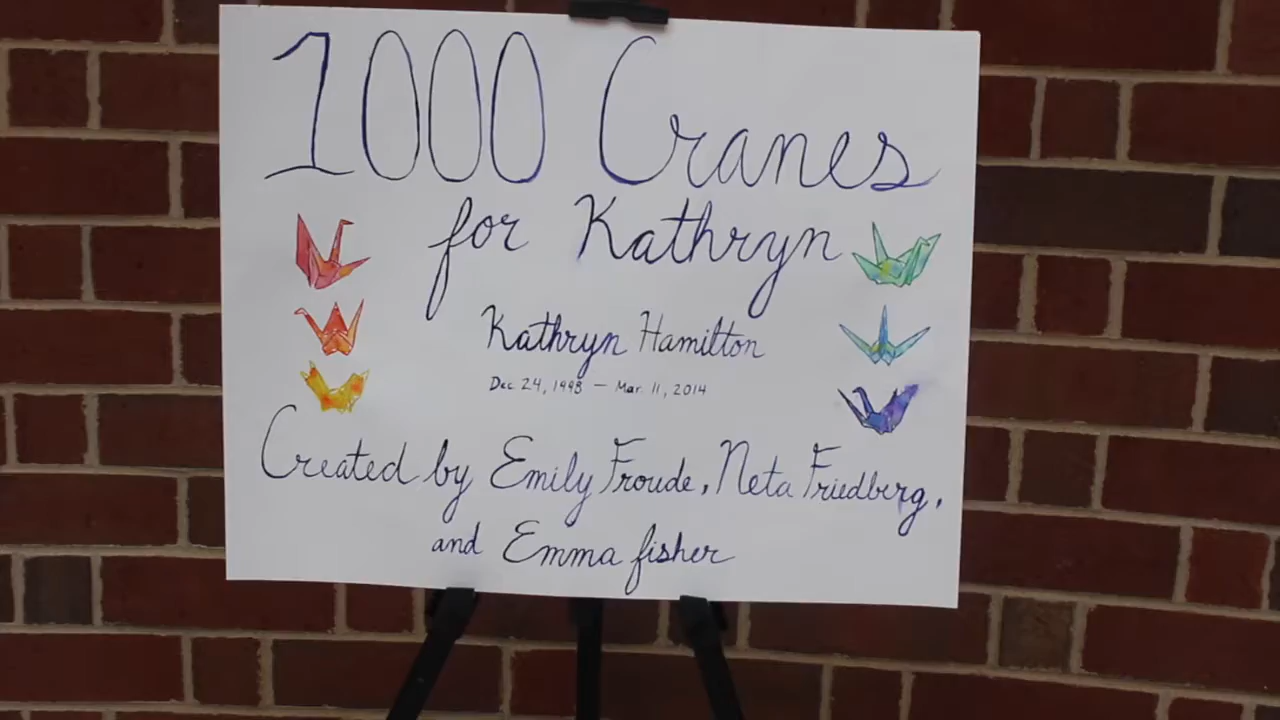 1000 Cranes
for Kathryn
Kathryn Hamilton
Dec. 24, 1998 — Mar. 11, 2014
Created by Emily Froude, Neta Friedberg,
and Emma fisher